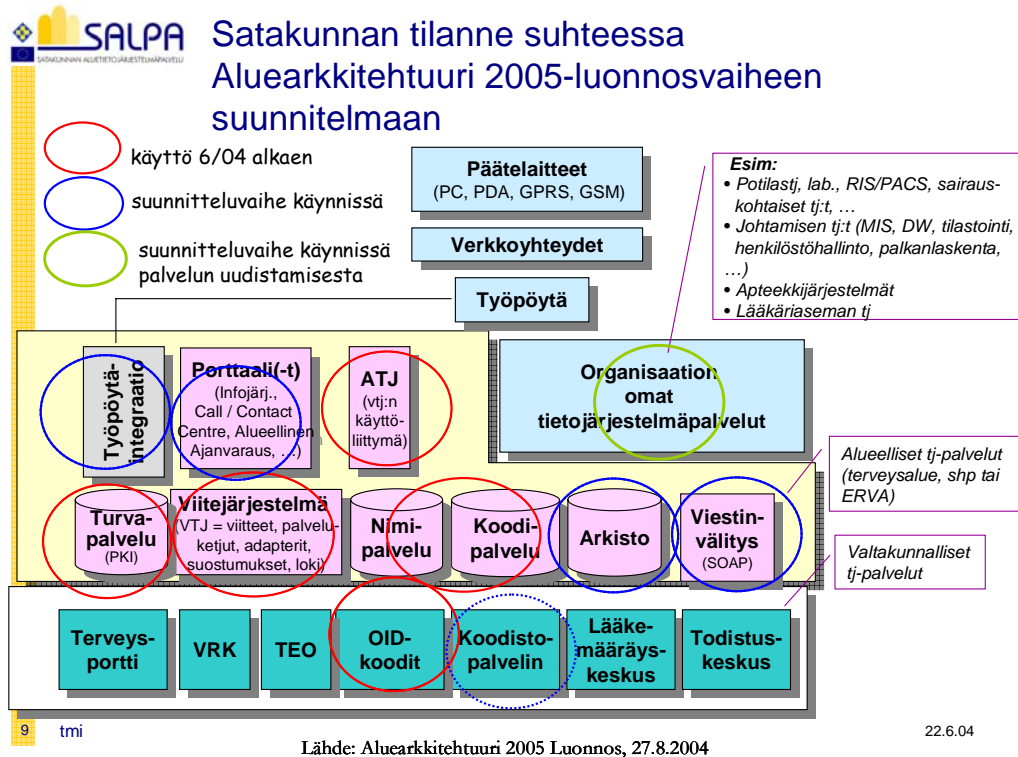 SALPA
SATAKUNNAN ALUETIETOJÄRJESTELMÄPALVELU
Satakunnan tilanne suhteessa
Aluearkkitehtuuri 2005-luonnosvaiheen
suunnitelmaan
käyttö 6/04 alkaen
suunnitteluvaihe käynnissä
suunnitteluvaihe käynnissä
palvelun uudistamisesta
Päätelaitteet
(PC, PDA, GPRS, GSM)
Verkkoyhteydet
Työpöytä
Esim:
• Potilastj, lab., RIS/PACS, sairaus-
kohtaiset tj:t, …
• Johtamisen tj:t (MIS, DW, tilastointi,
henkilöstöhallinto, palkanlaskenta,
…)
• Apteekkijärjestelmät
• Lääkäriaseman tj
Työpöytä-
integraatio
Porttaali(-t)
(Infojärj.,
Call / Contact
Centre, Alueellinen
Ajanvaraus, …)
ATJ
(vtj:n
käyttö-
liittymä)
Organisaation
omat
tietojärjestelmäpalvelut
Alueelliset tj-palvelut
(terveysalue, shp tai
ERVA)
Turva-
palvelu
(PKI)
Viitejärjestelmä
(VTJ = viitteet, palvelu-
ketjut, adapterit,
suostumukset, loki)
Nimi-
palvelu
Koodi-
palvelu
Arkisto
Viestin-
välitys
(SOAP)
Valtakunnalliset
tj-palvelut
Terveys-
portti
VRK
TEO
OID-
koodit
Koodisto-
palvelin
Lääke-
määräys-
keskus
Todistus-
keskus
9
tmi
22.6.04
Lähde: Aluearkkitehtuuri 2005 Luonnos, 27.8.2004